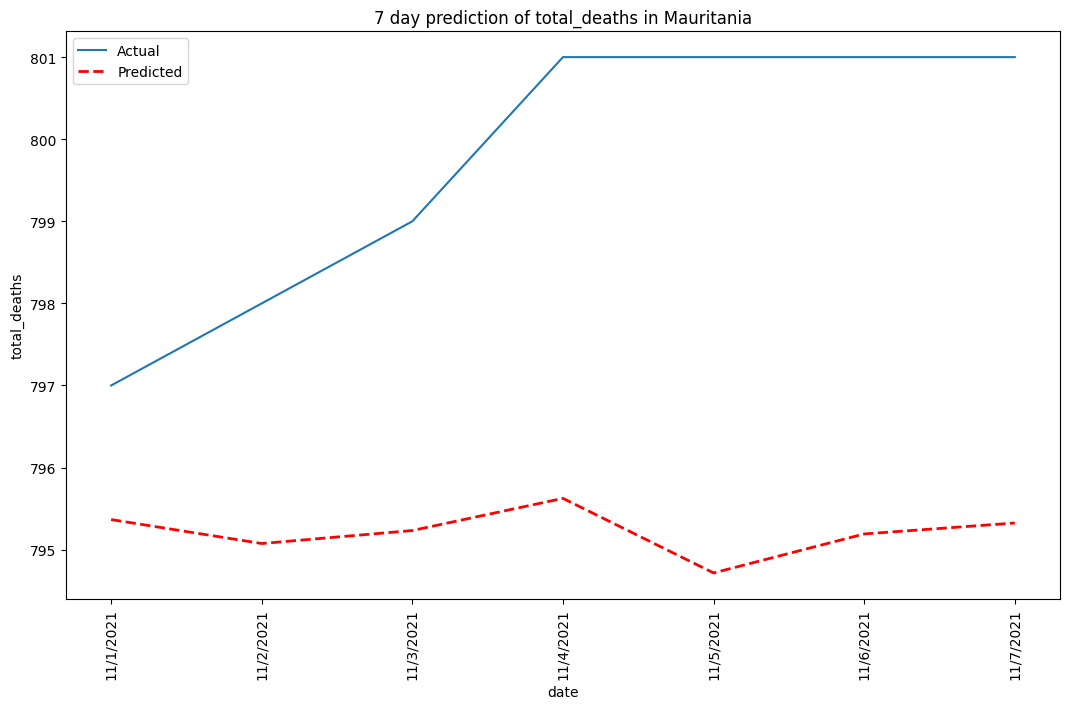 7 day prediction of total_deaths in Mauritania
Actual
Predicted
801
800
799
798
797
796
795
total_deaths
11/1/2021
11/2/2021
11/3/2021
11/4/2021
11/5/2021
11/6/2021
11/7/2021
date